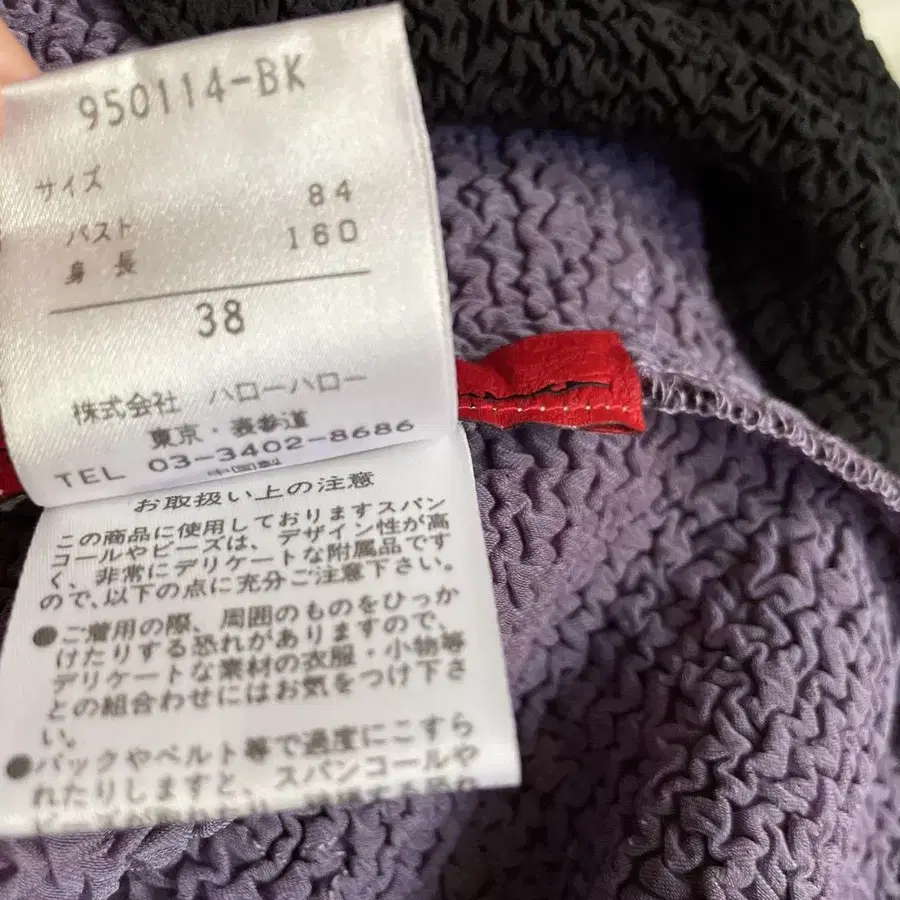 950114-BK
サイズ
バスト 84
身長 160
38
株式会社 ハローハロー
東京・表参道
TEL 03-3402-8686
中国製
お取扱い上の注意
この商品に使用しておりますスパン
コールやビーズは、デザイン性が高
く、非常にデリケートな附属品です
ので、以下の点に充分ご注意下さい。
●ご着用の際、周囲のものをひっか
けたりする恐れがありますので、
デリケートな素材の衣服・小物等
との組合わせにはお気をつけ下さ
い。
●バックやベルト等で過度にこすら
れたりしますと、スパンコールや